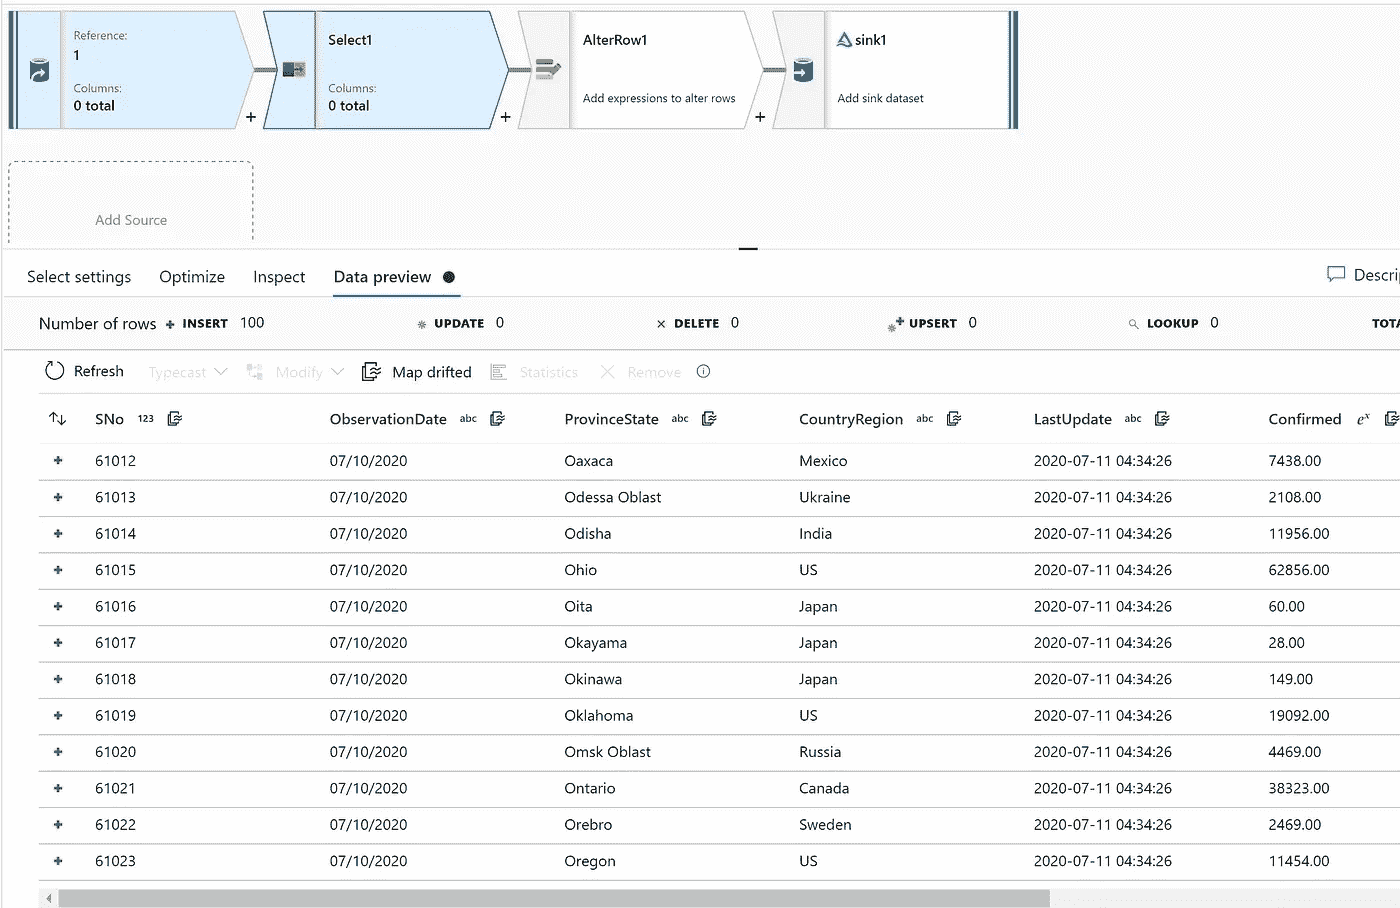 Reference:
1
Columns:
0 total
+
Select1
Columns:
0 total
+
AlterRow1
Add expressions to alter rows
+
sink1
Add sink dataset
Add Source
Select settings Optimize Inspect Data preview Descri
Number of rows + INSERT 100 UPDATE 0 DELETE 0 UPSERT 0 LOOKUP 0 TOTA
Refresh Typecast Modify Map drifted Statistics Remove
SNo 123 ObservationDate abc ProvinceState abc CountryRegion abc LastUpdate abc Confirmed eˣ
+ 61012 07/10/2020 Oaxaca Mexico 2020-07-11 04:34:26 7438.00
+ 61013 07/10/2020 Odessa Oblast Ukraine 2020-07-11 04:34:26 2108.00
+ 61014 07/10/2020 Odisha India 2020-07-11 04:34:26 11956.00
+ 61015 07/10/2020 Ohio US 2020-07-11 04:34:26 62856.00
+ 61016 07/10/2020 Oita Japan 2020-07-11 04:34:26 60.00
+ 61017 07/10/2020 Okayama Japan 2020-07-11 04:34:26 28.00
+ 61018 07/10/2020 Okinawa Japan 2020-07-11 04:34:26 149.00
+ 61019 07/10/2020 Oklahoma US 2020-07-11 04:34:26 19092.00
+ 61020 07/10/2020 Omsk Oblast Russia 2020-07-11 04:34:26 4469.00
+ 61021 07/10/2020 Ontario Canada 2020-07-11 04:34:26 38323.00
+ 61022 07/10/2020 Orebro Sweden 2020-07-11 04:34:26 2469.00
+ 61023 07/10/2020 Oregon US 2020-07-11 04:34:26 11454.00